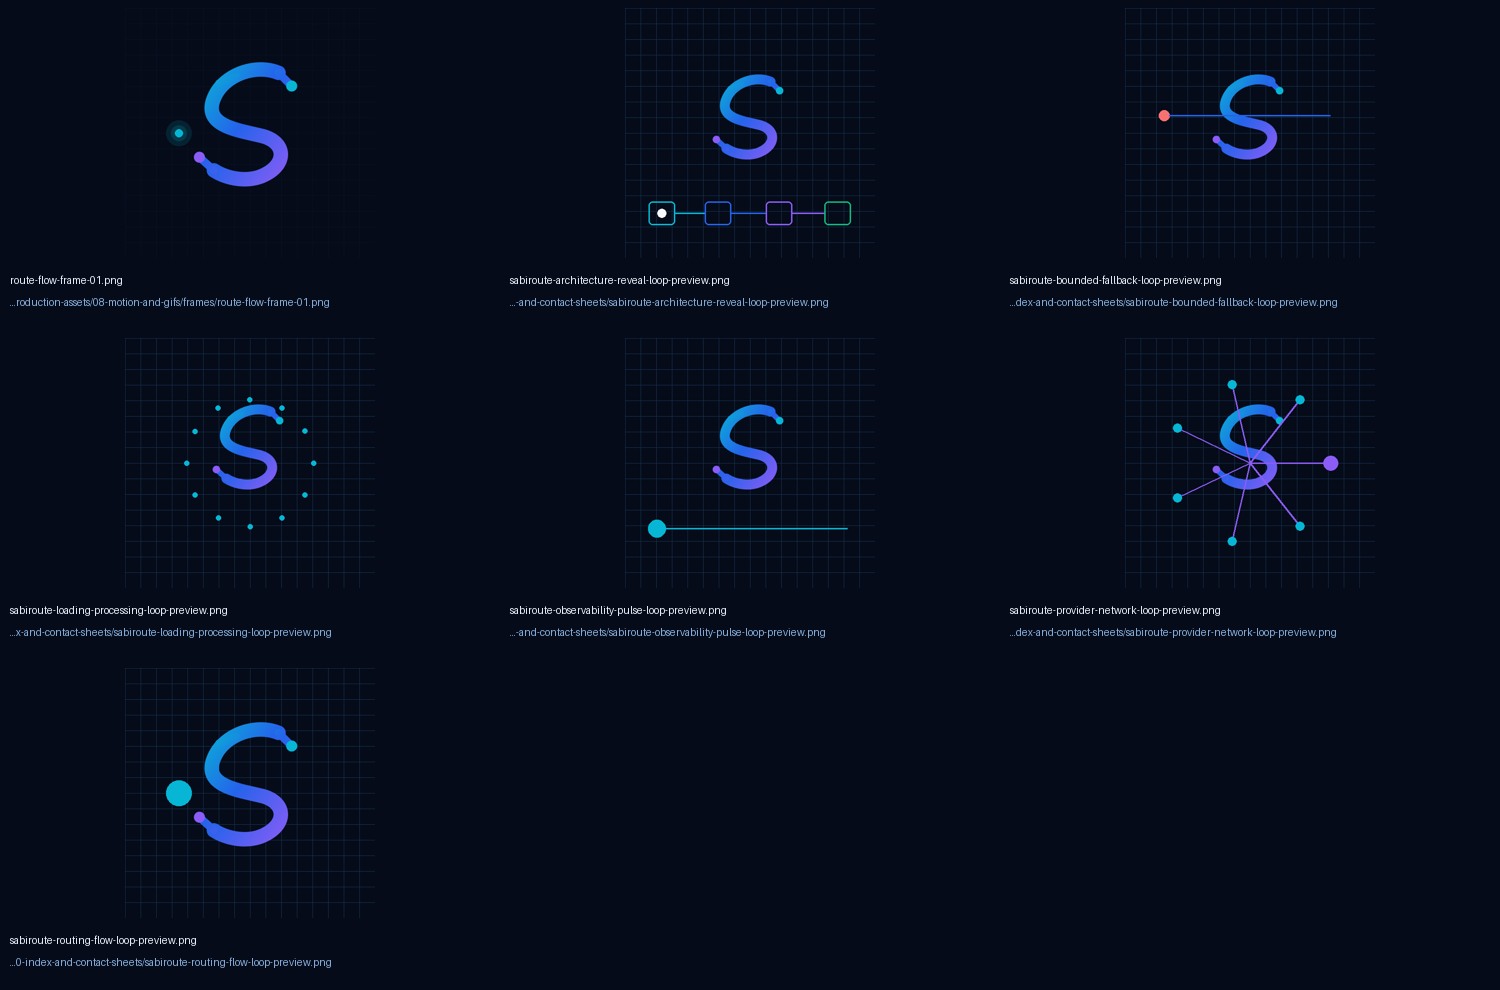 route-flow-frame-01.png
...roduction-assets/08-motion-and-gifs/frames/route-flow-frame-01.png
sabiroute-architecture-reveal-loop-preview.png
...-and-contact-sheets/sabiroute-architecture-reveal-loop-preview.png
sabiroute-bounded-fallback-loop-preview.png
...dex-and-contact-sheets/sabiroute-bounded-fallback-loop-preview.png
sabiroute-loading-processing-loop-preview.png
...x-and-contact-sheets/sabiroute-loading-processing-loop-preview.png
sabiroute-observability-pulse-loop-preview.png
...-and-contact-sheets/sabiroute-observability-pulse-loop-preview.png
sabiroute-provider-network-loop-preview.png
...dex-and-contact-sheets/sabiroute-provider-network-loop-preview.png
sabiroute-routing-flow-loop-preview.png
...0-index-and-contact-sheets/sabiroute-routing-flow-loop-preview.png